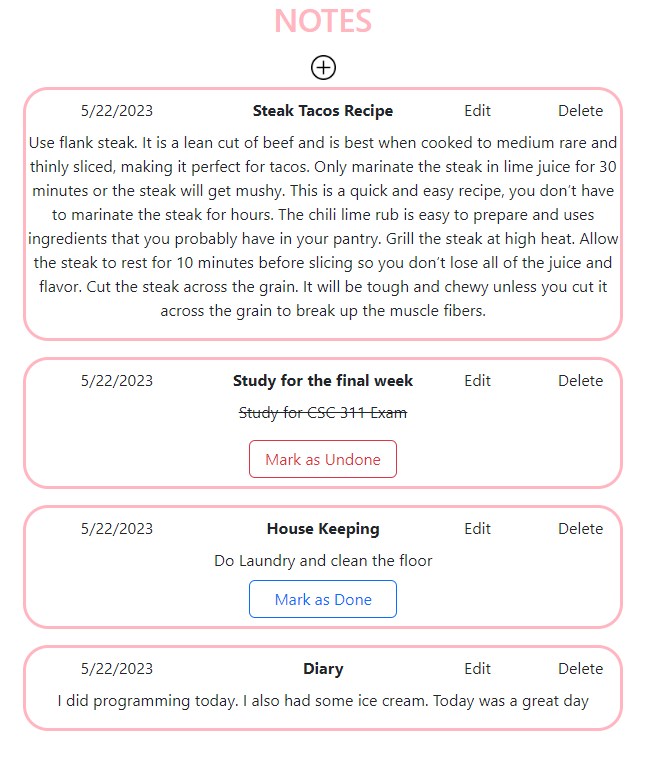 NOTES
5/22/2023 Steak Tacos Recipe Edit Delete
Use flank steak. It is a lean cut of beef and is best when cooked to medium rare and
thinly sliced, making it perfect for tacos. Only marinate the steak in lime juice for 30
minutes or the steak will get mushy. This is a quick and easy recipe, you don't have
to marinate the steak for hours. The chili lime rub is easy to prepare and uses
ingredients that you probably have in your pantry. Grill the steak at high heat. Allow
the steak to rest for 10 minutes before slicing so you don't lose all of the juice and
flavor. Cut the steak across the grain. It will be tough and chewy unless you cut it
across the grain to break up the muscle fibers.
5/22/2023 Study for the final week Edit Delete
Study for CSC 311 Exam
Mark as Undone
5/22/2023 House Keeping Edit Delete
Do Laundry and clean the floor
Mark as Done
5/22/2023 Diary Edit Delete
I did programming today. I also had some ice cream. Today was a great day